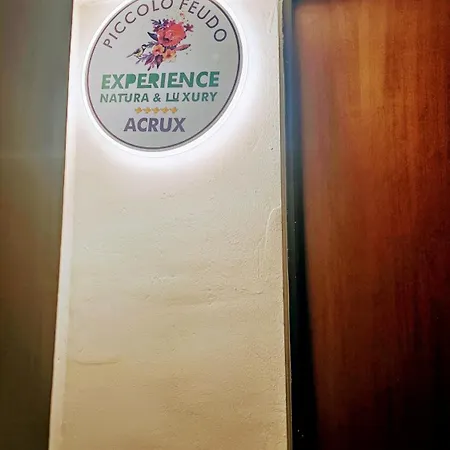 PICCOLO FEUDO
EXPERIENCE
NATURA & LUXURY
ACRUX